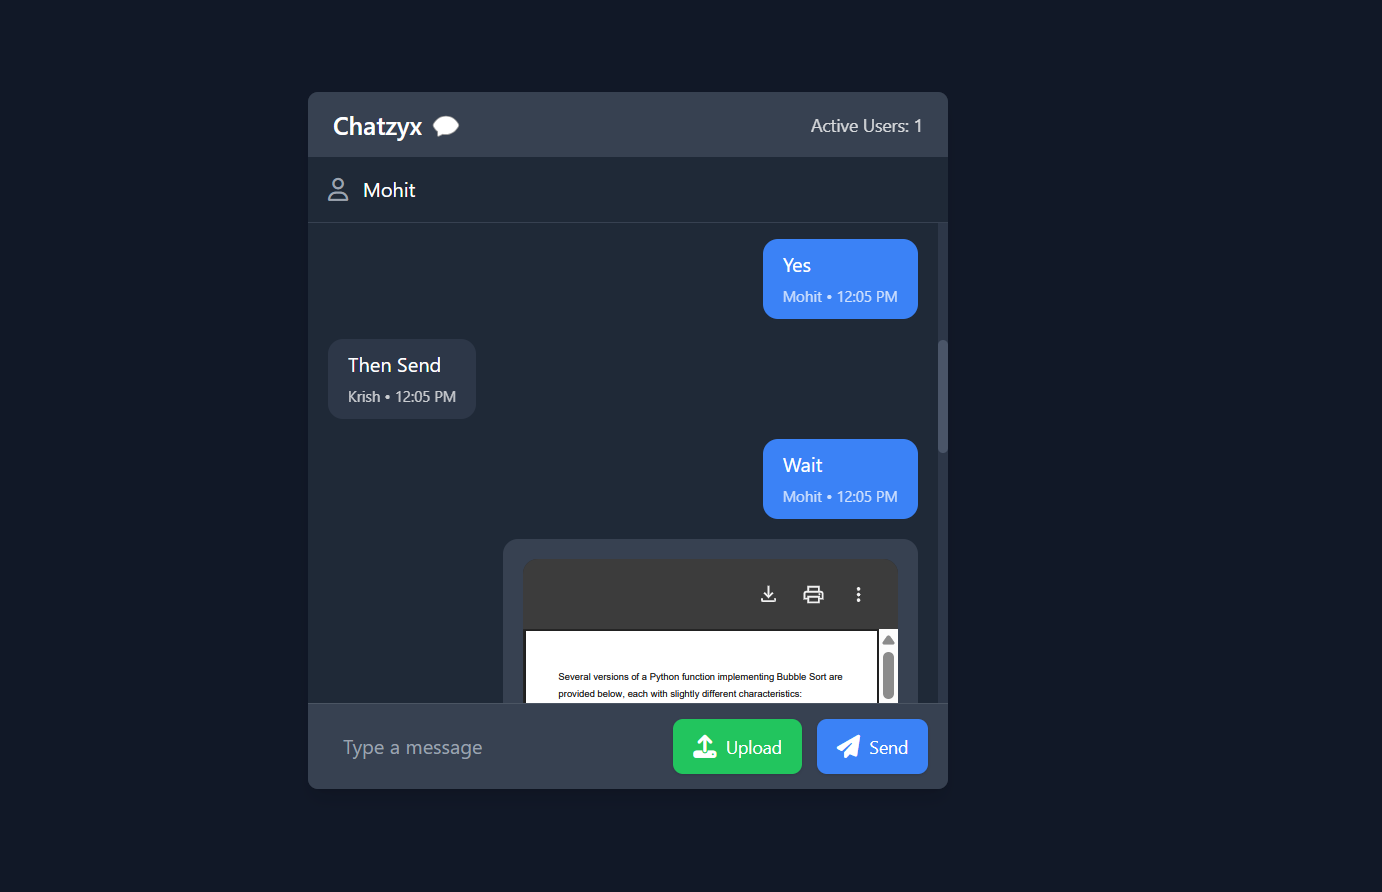 Chatzyx
Active Users: 1
Mohit
Yes
Mohit • 12:05 PM
Then Send
Krish • 12:05 PM
Wait
Mohit • 12:05 PM
Several versions of a Python function implementing Bubble Sort are
provided below, each with slightly different characteristics:
Type a message
Upload
Send